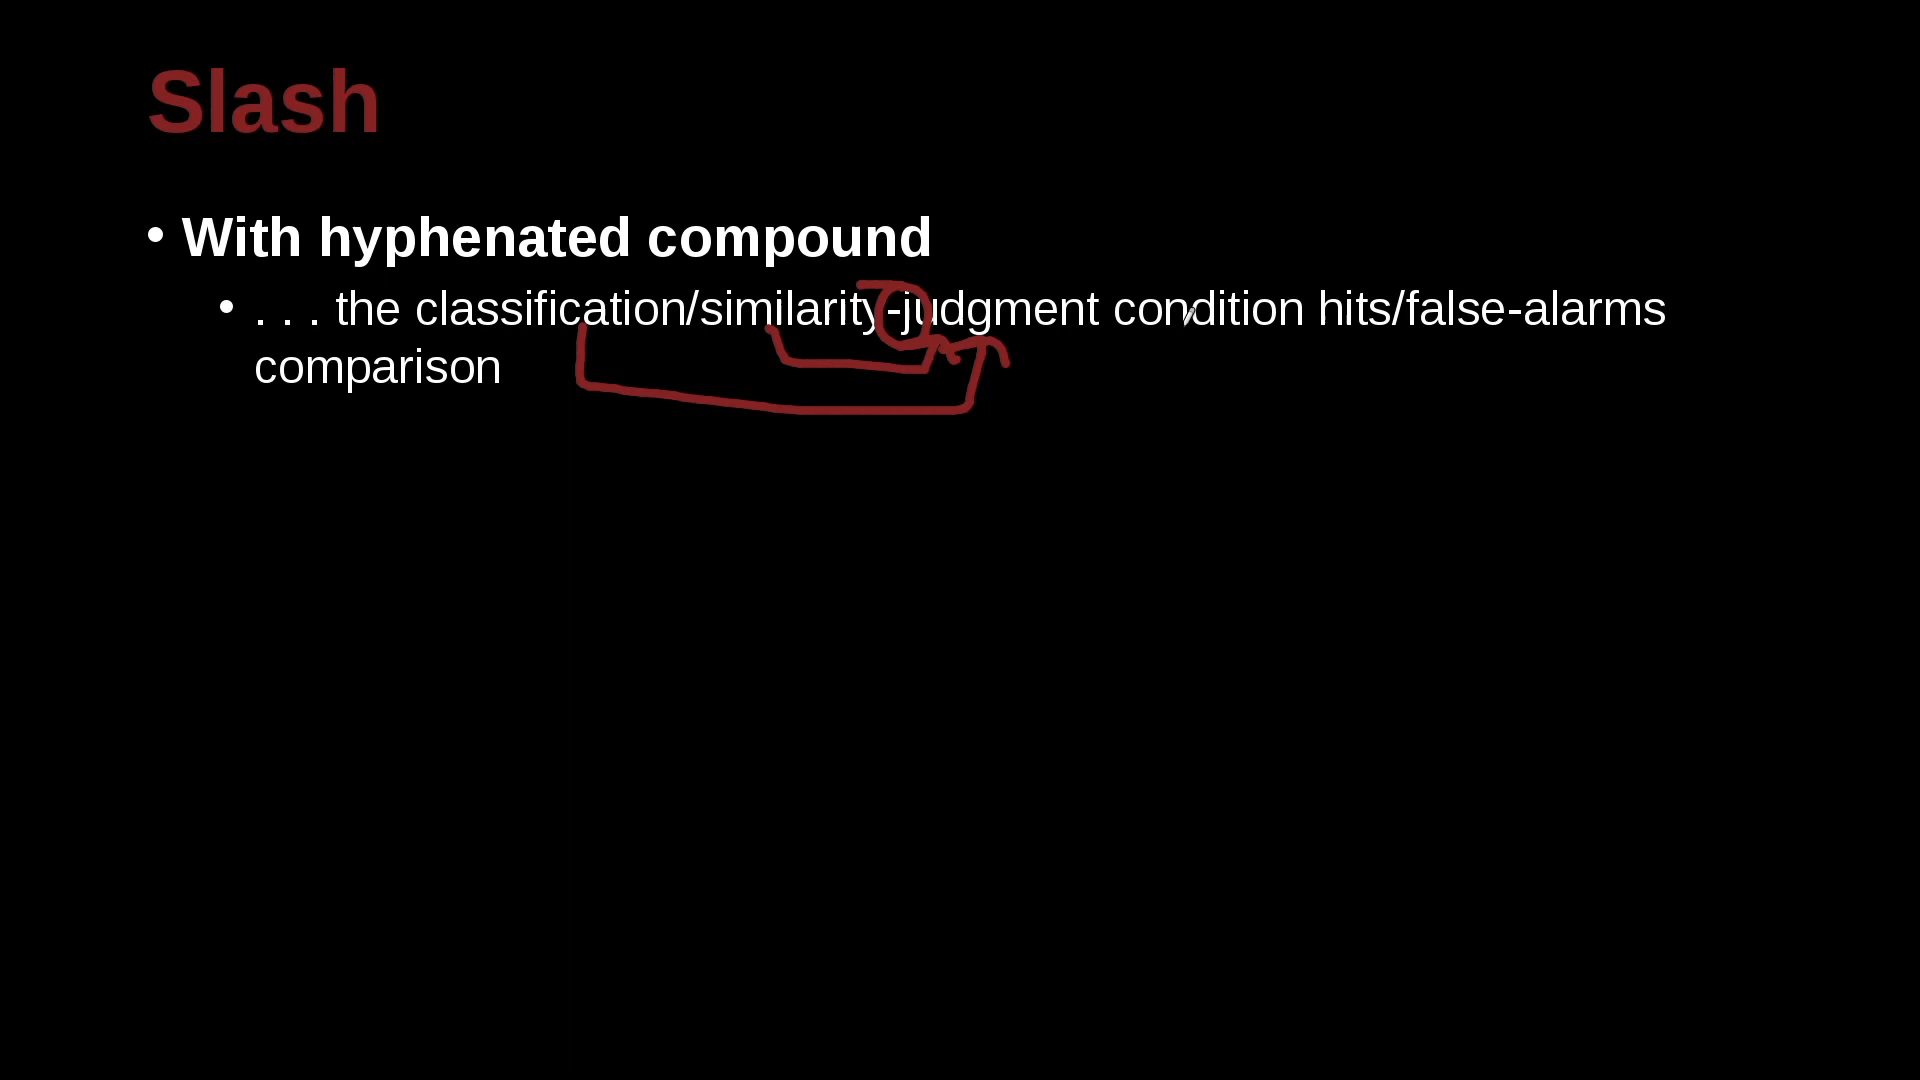 Slash
• With hyphenated compound
• . . . the classification/similarity-judgment condition hits/false-alarms
comparison